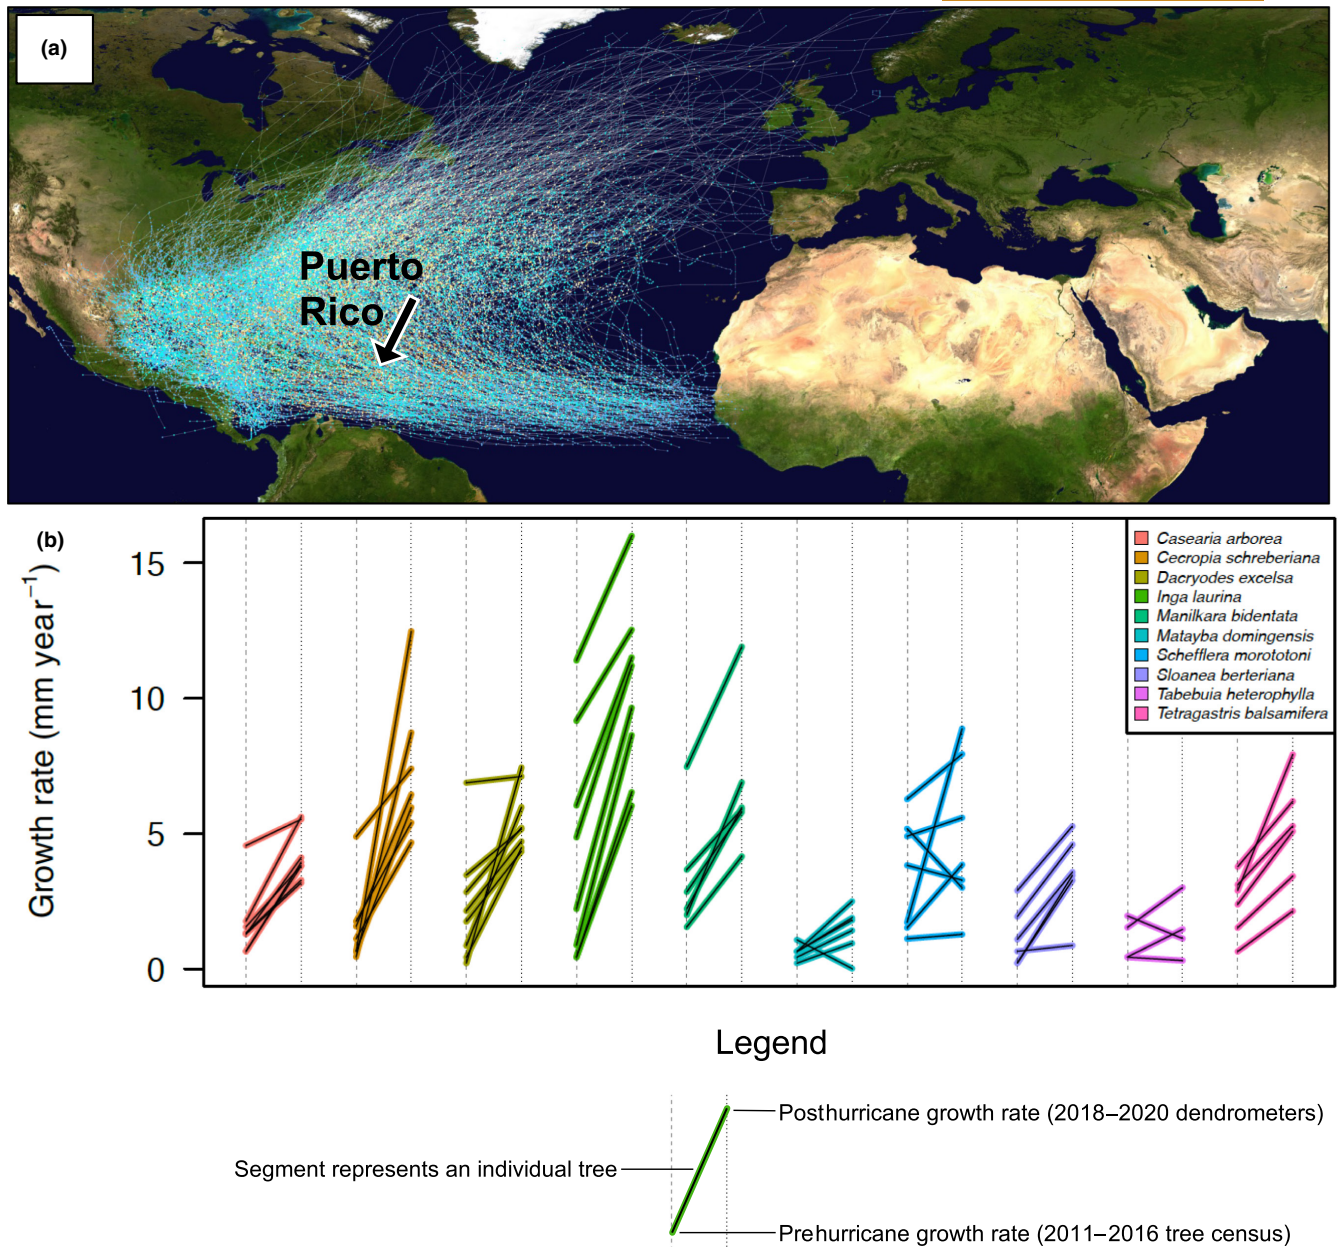 (a)
Puerto
Rico
(b)
Growth rate (mm year⁻¹)
15
10
5
0
Casearia arborea
Cecropia schreberiana
Dacryodes excelsa
Inga laurina
Manilkara bidentata
Matayba domingensis
Schefflera morototoni
Sloanea berteriana
Tabebuia heterophylla
Tetragastris balsamifera
Legend
Posthurricane growth rate (2018–2020 dendrometers)
Segment represents an individual tree
Prehurricane growth rate (2011–2016 tree census)